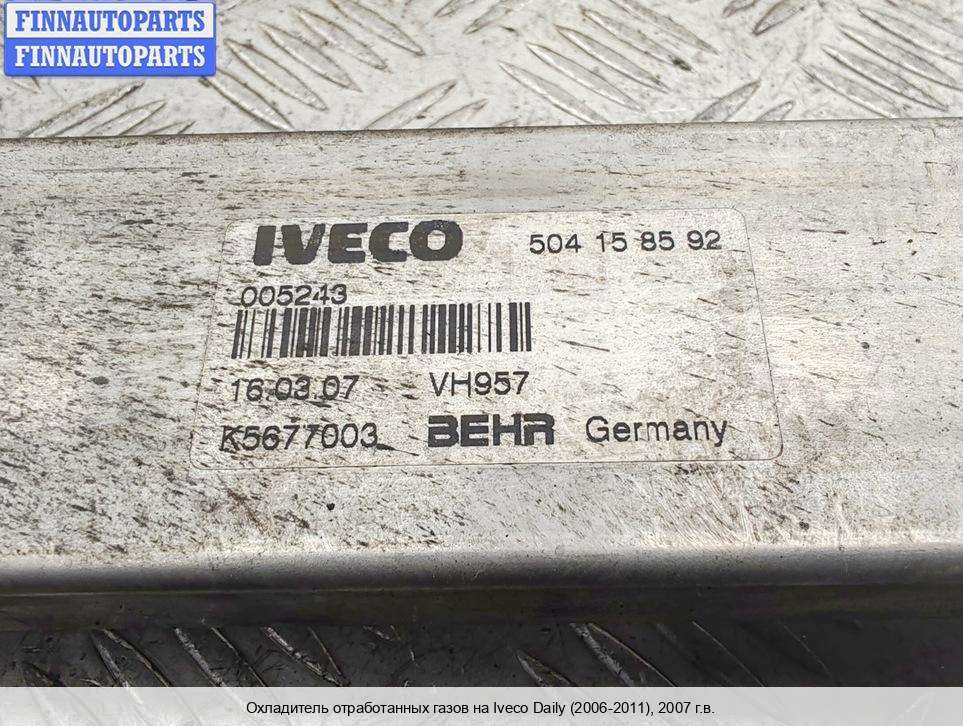 FINNAUTOPARTS
FINNAUTOPARTS
IVECO 504 15 85 92
005243
16.03.07 VH957
K5677003 BEHR Germany
Охладитель отработанных газов на Iveco Daily (2006-2011), 2007 г.в.